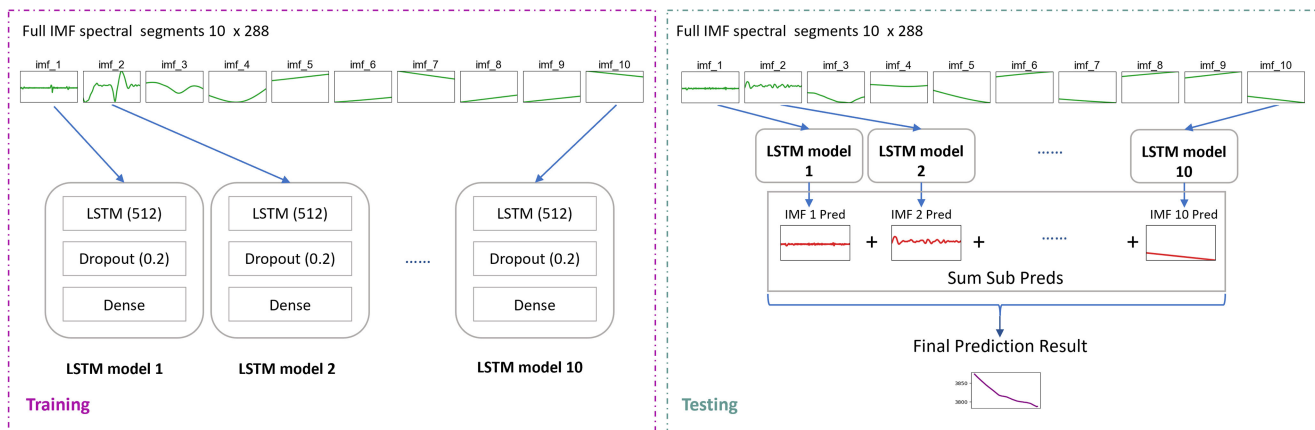 Full IMF spectral segments 10 x 288
imf_1 imf_2 imf_3 imf_4 imf_5 imf_6 imf_7 imf_8 imf_9 imf_10
LSTM (512) LSTM (512) LSTM (512)
Dropout (0.2) Dropout (0.2) ...... Dropout (0.2)
Dense Dense Dense
LSTM model 1 LSTM model 2 LSTM model 10
Training
Full IMF spectral segments 10 x 288
imf_1 imf_2 imf_3 imf_4 imf_5 imf_6 imf_7 imf_8 imf_9 imf_10
LSTM model
1
LSTM model
2
......
LSTM model
10
IMF 1 Pred IMF 2 Pred IMF 10 Pred
+ + ...... +
Sum Sub Preds
Final Prediction Result
3850
3800
Testing